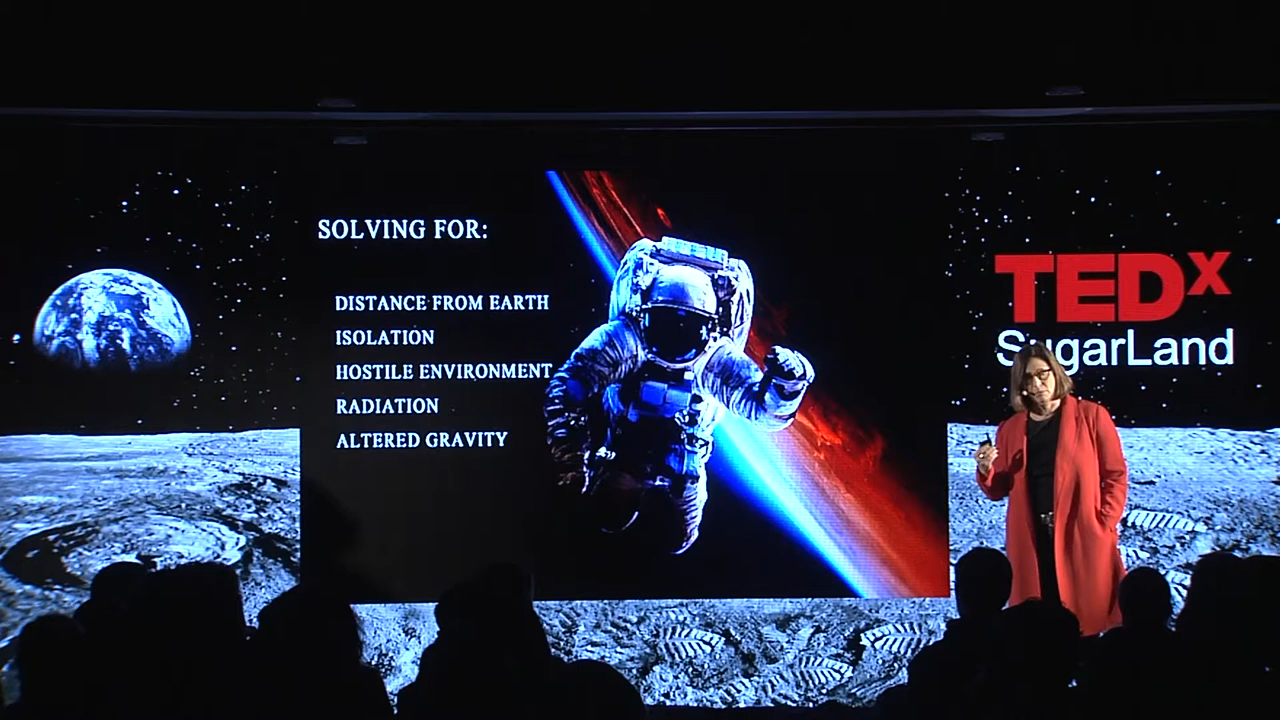 SOLVING FOR:
DISTANCE FROM EARTH
ISOLATION
HOSTILE ENVIRONMENT
RADIATION
ALTERED GRAVITY
TEDx
SugarLand